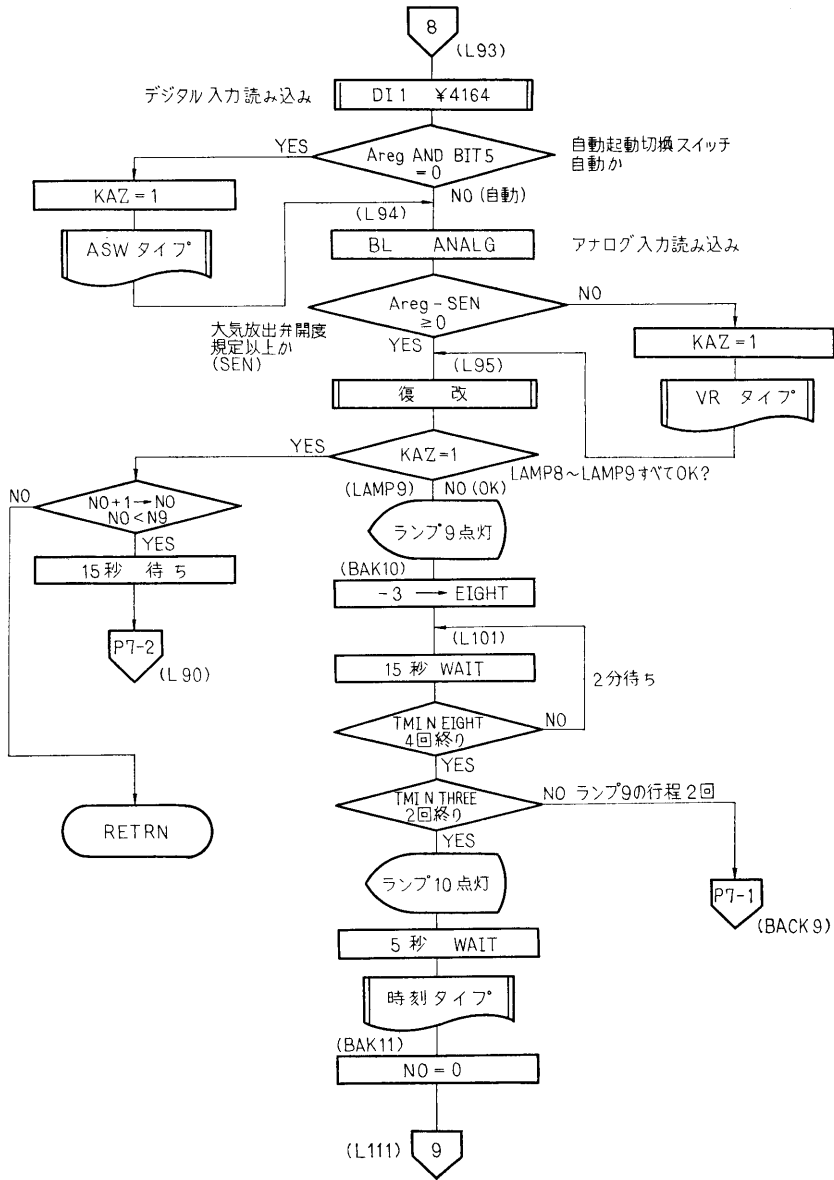 8
(L93)
デジタル入力読み込み
DI1 ¥4164
YES
Areg AND BIT5
=0
自動起動切換スイッチ
自動か
KAZ=1
NO(自動)
(L94)
ASWタイプ
BL ANALG
アナログ入力読み込み
Areg-SEN
≥0
NO
大気放出弁開度
規定以上か
(SEN)
YES
KAZ=1
(L95)
復 改
VR タイプ
YES
KAZ=1
LAMP8~LAMP9すべてOK?
(LAMP9)
NO(OK)
NO
NO+1→NO
NO<N9
ランプ9点灯
YES
(BAK10)
15秒 待ち
-3 → EIGHT
(L101)
P7-2
(L90)
15秒 WAIT
2分待ち
TMIN EIGHT
4回終り
NO
YES
TMIN THREE
2回終り
NO ランプ9の行程2回
RETRN
YES
ランプ10点灯
P7-1
(BACK9)
5秒 WAIT
時刻タイプ
(BAK11)
NO=0
(L111)
9